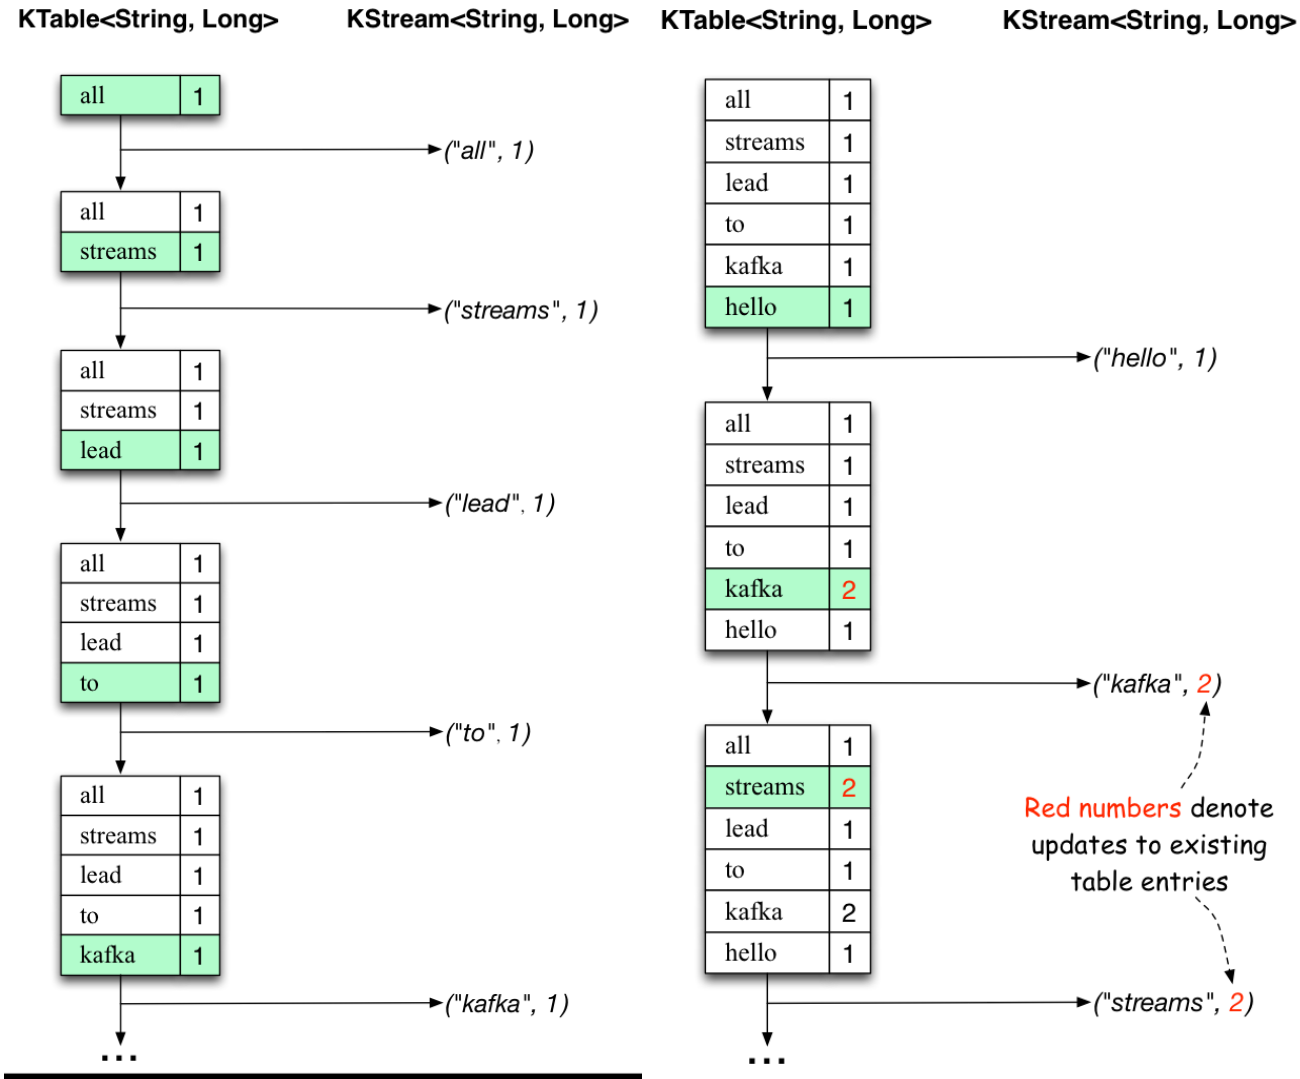 KTable<String, Long> KStream<String, Long>
all 1
("all", 1)
all 1
streams 1
("streams", 1)
all 1
streams 1
lead 1
("lead", 1)
all 1
streams 1
lead 1
to 1
("to", 1)
all 1
streams 1
lead 1
to 1
kafka 1
("kafka", 1)
...
KTable<String, Long> KStream<String, Long>
all 1
streams 1
lead 1
to 1
kafka 1
hello 1
("hello", 1)
all 1
streams 1
lead 1
to 1
kafka 2
hello 1
("kafka", 2)
all 1
streams 2
lead 1
to 1
kafka 2
hello 1
Red numbers denote
updates to existing
table entries
("streams", 2)
...